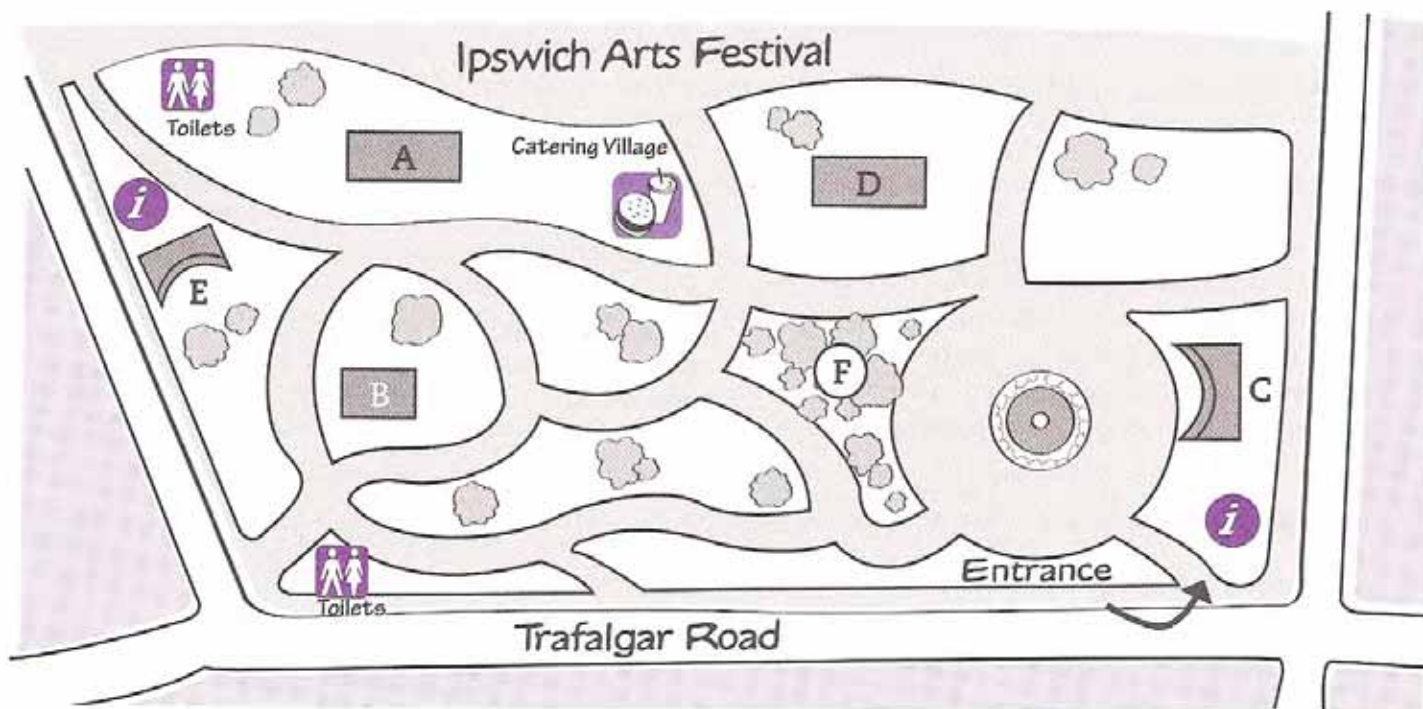 Ipswich Arts Festival
Toilets
A
Catering Village
D
i
E
B
F
C
i
Entrance
Toilets
Trafalgar Road